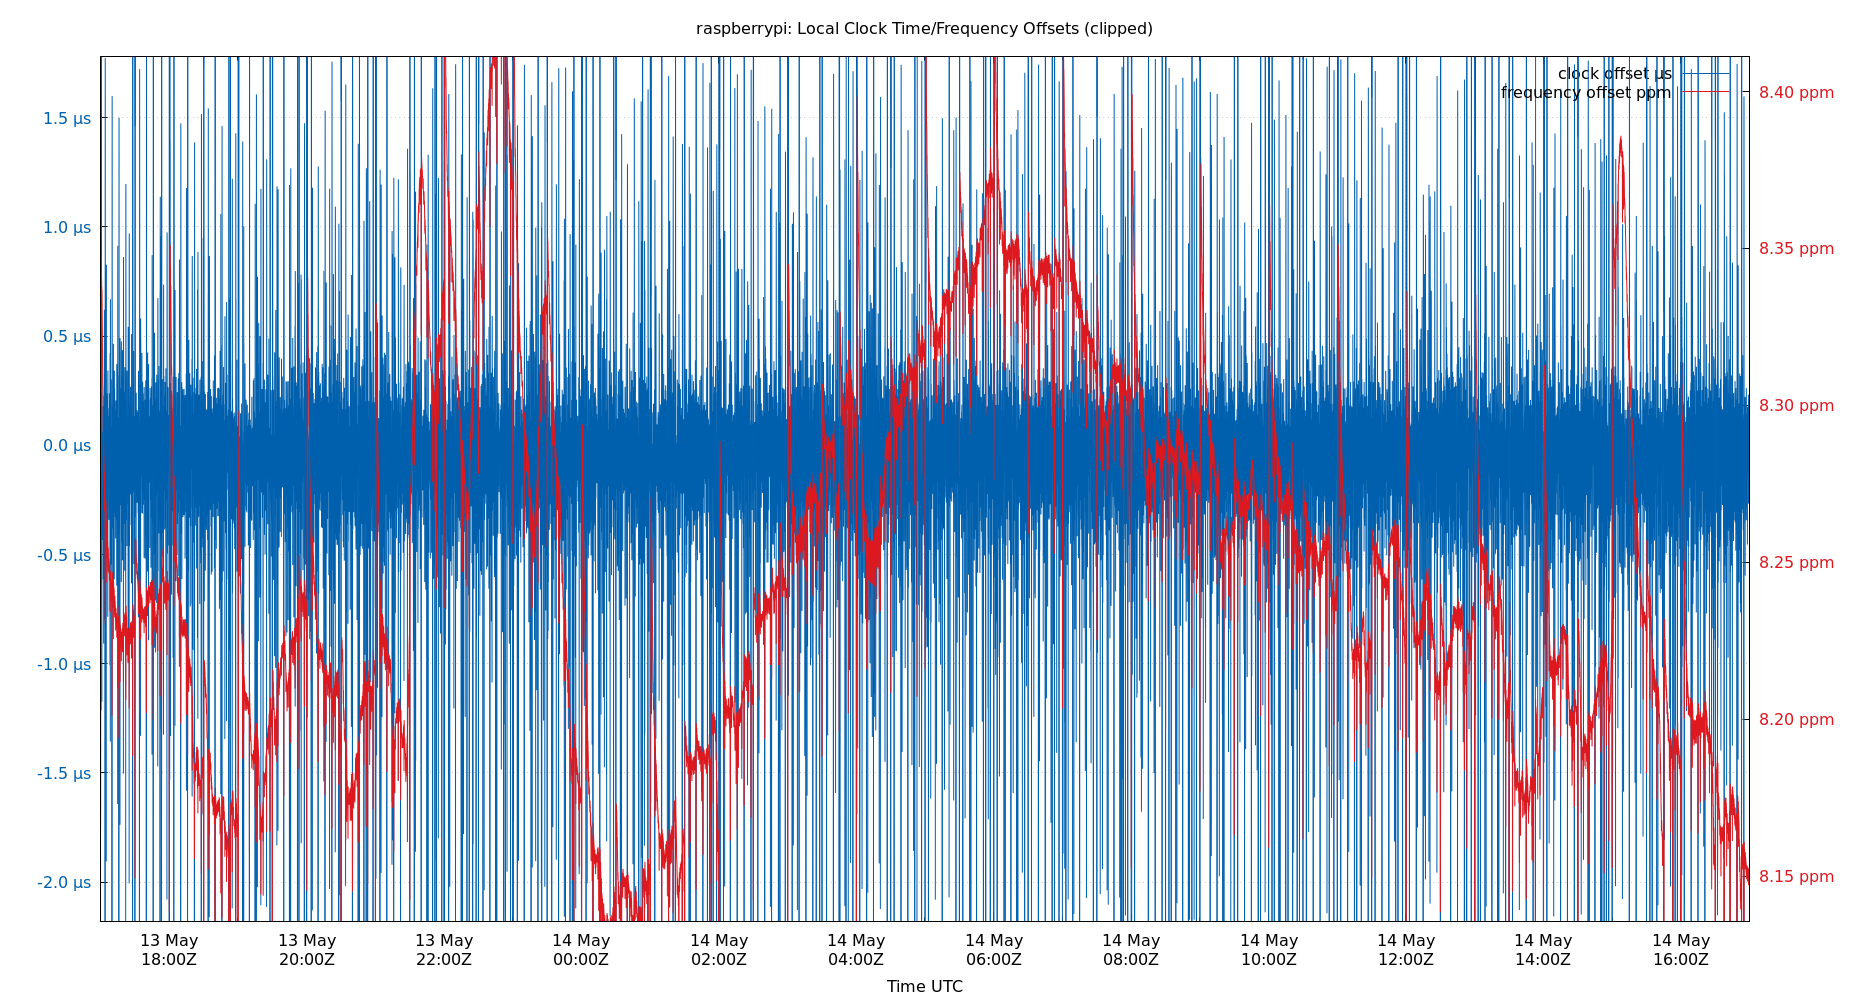 raspberrypi: Local Clock Time/Frequency Offsets (clipped)
clock offset µs
frequency offset ppm
1.5 µs
1.0 µs
0.5 µs
0.0 µs
-0.5 µs
-1.0 µs
-1.5 µs
-2.0 µs
8.40 ppm
8.35 ppm
8.30 ppm
8.25 ppm
8.20 ppm
8.15 ppm
13 May
18:00Z
13 May
20:00Z
13 May
22:00Z
14 May
00:00Z
14 May
02:00Z
14 May
04:00Z
14 May
06:00Z
14 May
08:00Z
14 May
10:00Z
14 May
12:00Z
14 May
14:00Z
14 May
16:00Z
Time UTC